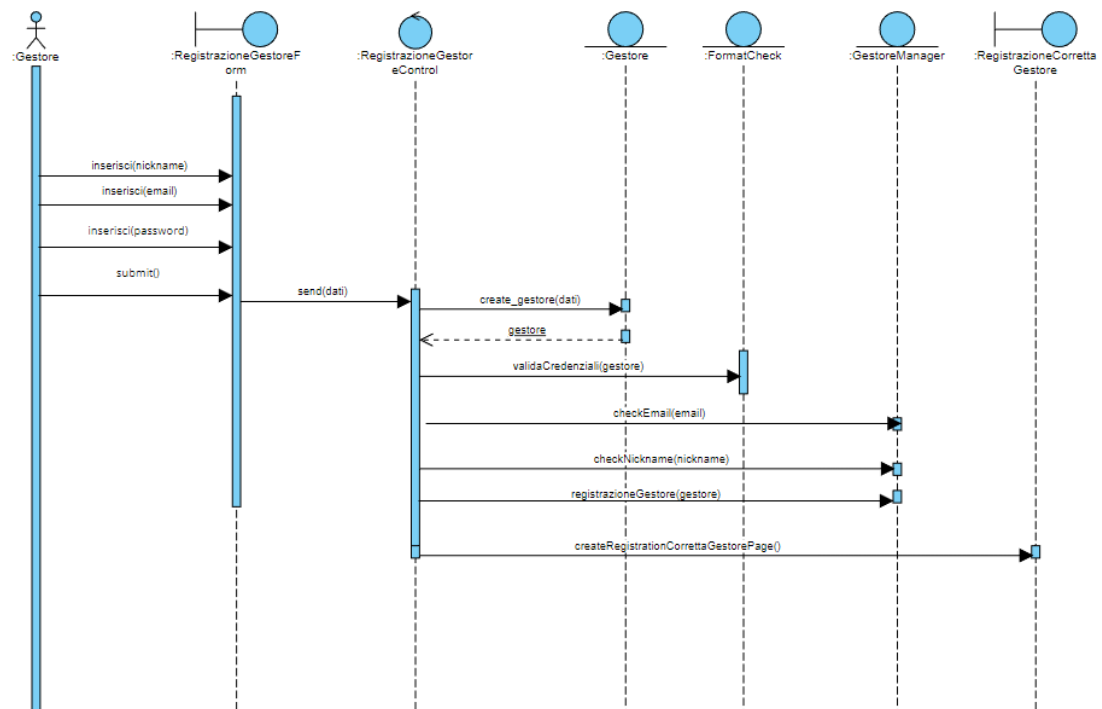 :Gestore
:RegistrazioneGestoreF
orm
:RegistrazioneGestor
eControl
:Gestore
:FormatCheck
:GestoreManager
:RegistrazioneCorretta
Gestore
inserisci(nickname)
inserisci(email)
inserisci(password)
submit()
send(dati)
create_gestore(dati)
gestore
validaCredenziali(gestore)
checkEmail(email)
checkNickname(nickname)
registrazioneGestore(gestore)
createRegistrationCorrettaGestorePage()